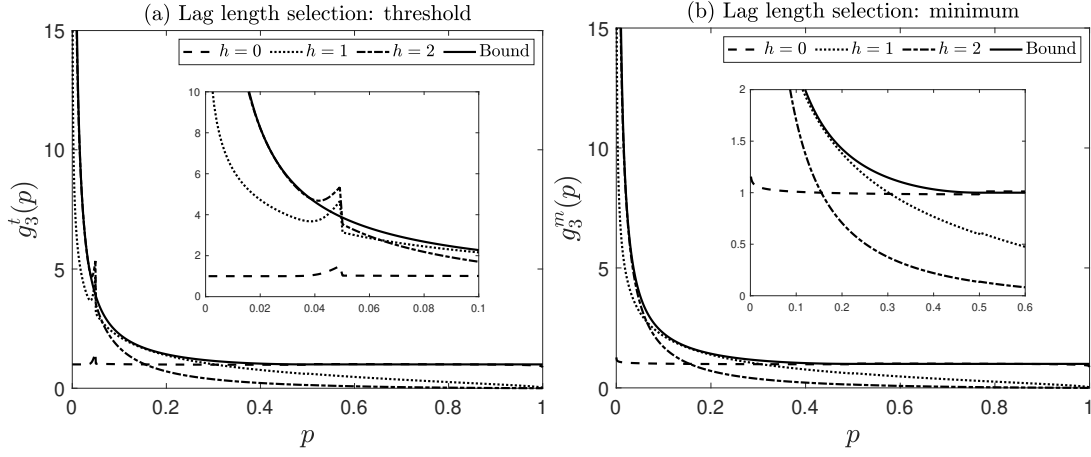 (a) Lag length selection: threshold
h = 0 h = 1 h = 2 Bound
15
10
5
0
g₃ᵗ(p)
10
8
6
4
2
0
0 0.02 0.04 0.06 0.08 0.1
0 0.2 0.4 0.6 0.8 1
p
(b) Lag length selection: minimum
h = 0 h = 1 h = 2 Bound
15
10
5
0
g₃ᵐ(p)
2
1.5
1
0.5
0
0 0.1 0.2 0.3 0.4 0.5 0.6
0 0.2 0.4 0.6 0.8 1
p